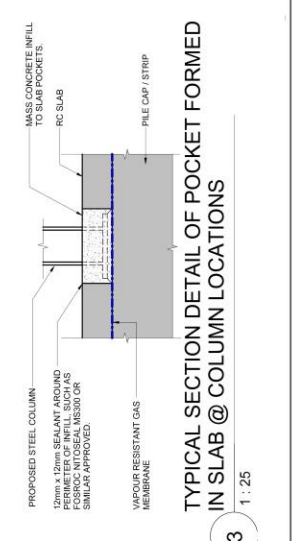 PROPOSED STEEL COLUMN
12mm x 12mm SEALANT AROUND
PERIMETER OF INFILL, SUCH AS
FOSROC NITOSEAL MS300 OR
SIMILAR APPROVED.
VAPOUR RESISTANT GAS
MEMBRANE
MASS CONCRETE INFILL
TO SLAB POCKETS.
RC SLAB
PILE CAP / STRIP
TYPICAL SECTION DETAIL OF POCKET FORMED
IN SLAB @ COLUMN LOCATIONS
3
1 : 25